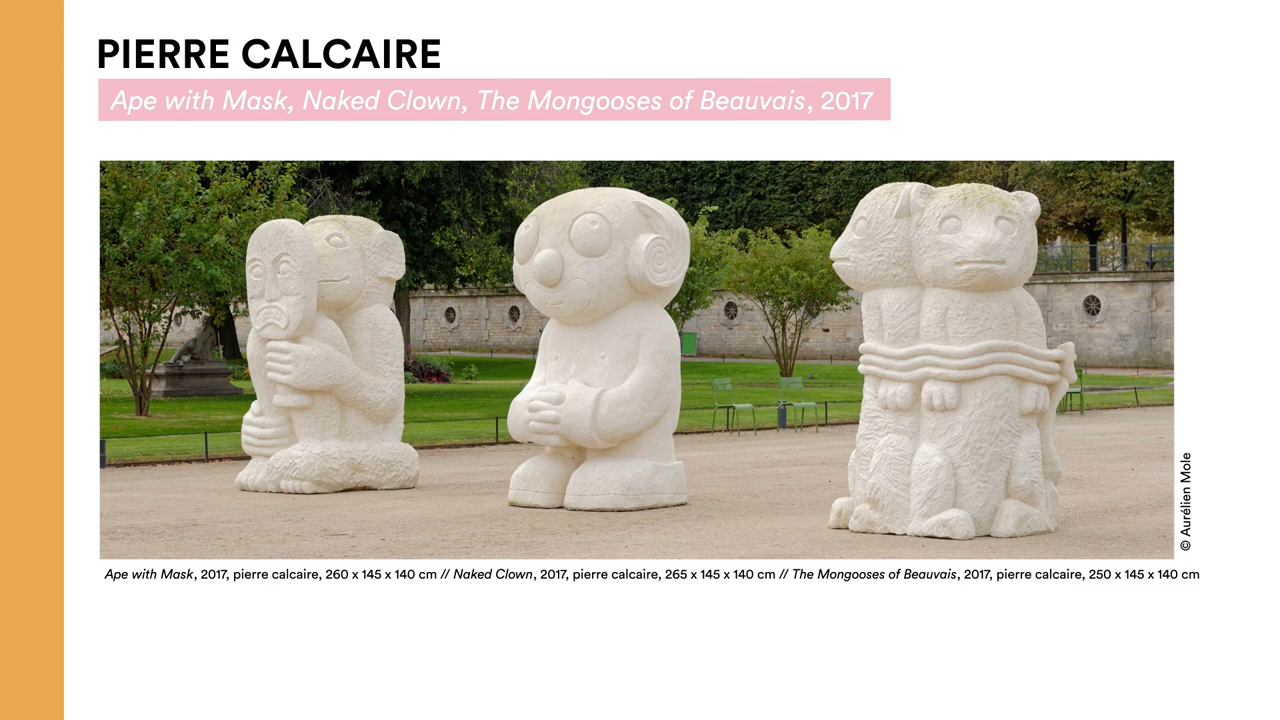 PIERRE CALCAIRE
Ape with Mask, Naked Clown, The Mongooses of Beauvais, 2017
© Aurélien Mole
Ape with Mask, 2017, pierre calcaire, 260 x 145 x 140 cm // Naked Clown, 2017, pierre calcaire, 265 x 145 x 140 cm // The Mongooses of Beauvais, 2017, pierre calcaire, 250 x 145 x 140 cm